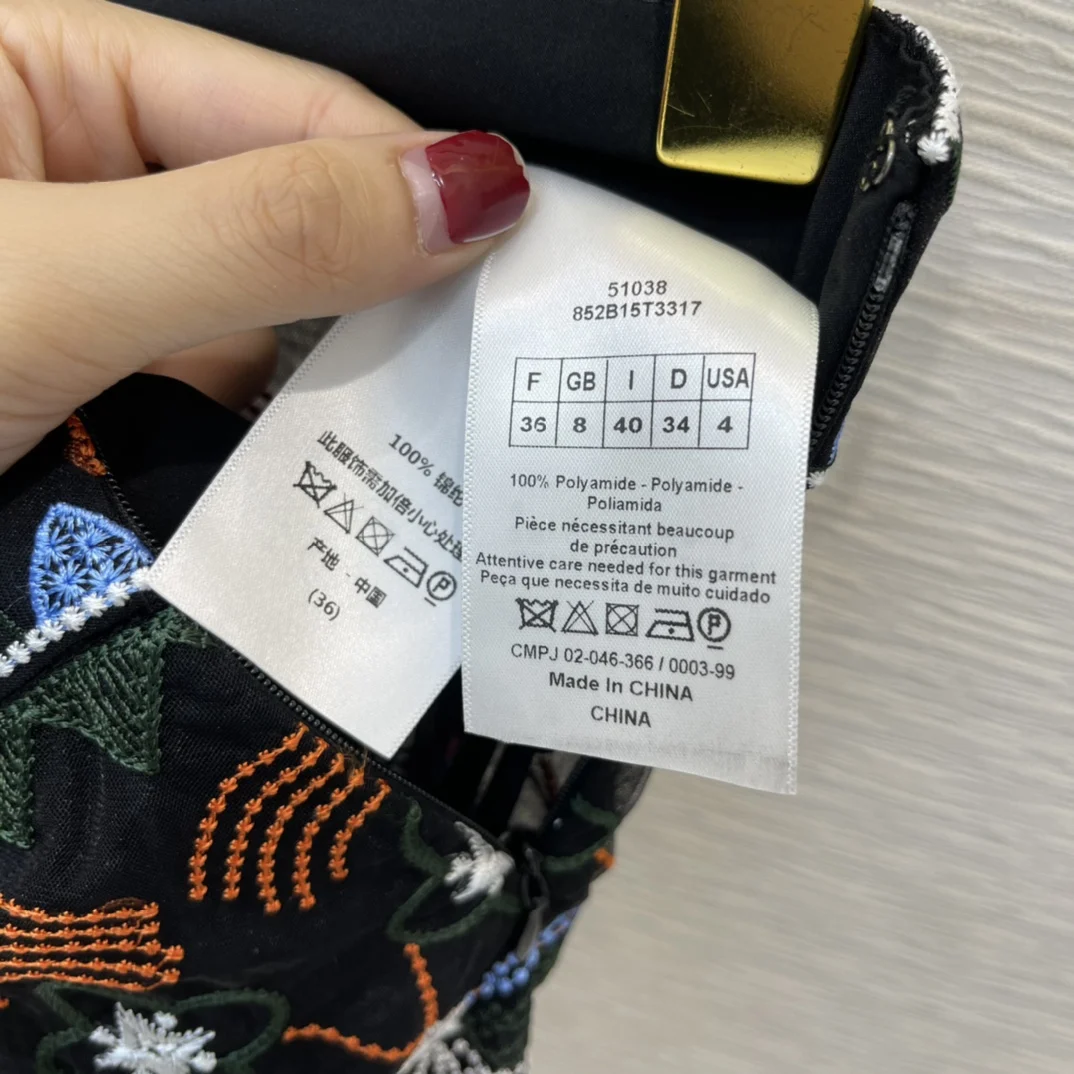 51038
852B15T3317
F GB I D USA
36 8 40 34 4
100% Polyamide - Polyamide -
Poliamida
Pièce nécessitant beaucoup
de précaution
Attentive care needed for this garment
Peça que necessita de muito cuidado
P
CMPJ 02-046-366 / 0003-99
Made In CHINA
CHINA
100% 锦纶
此服饰需加倍小心处理
P
产地 - 中国
(36)